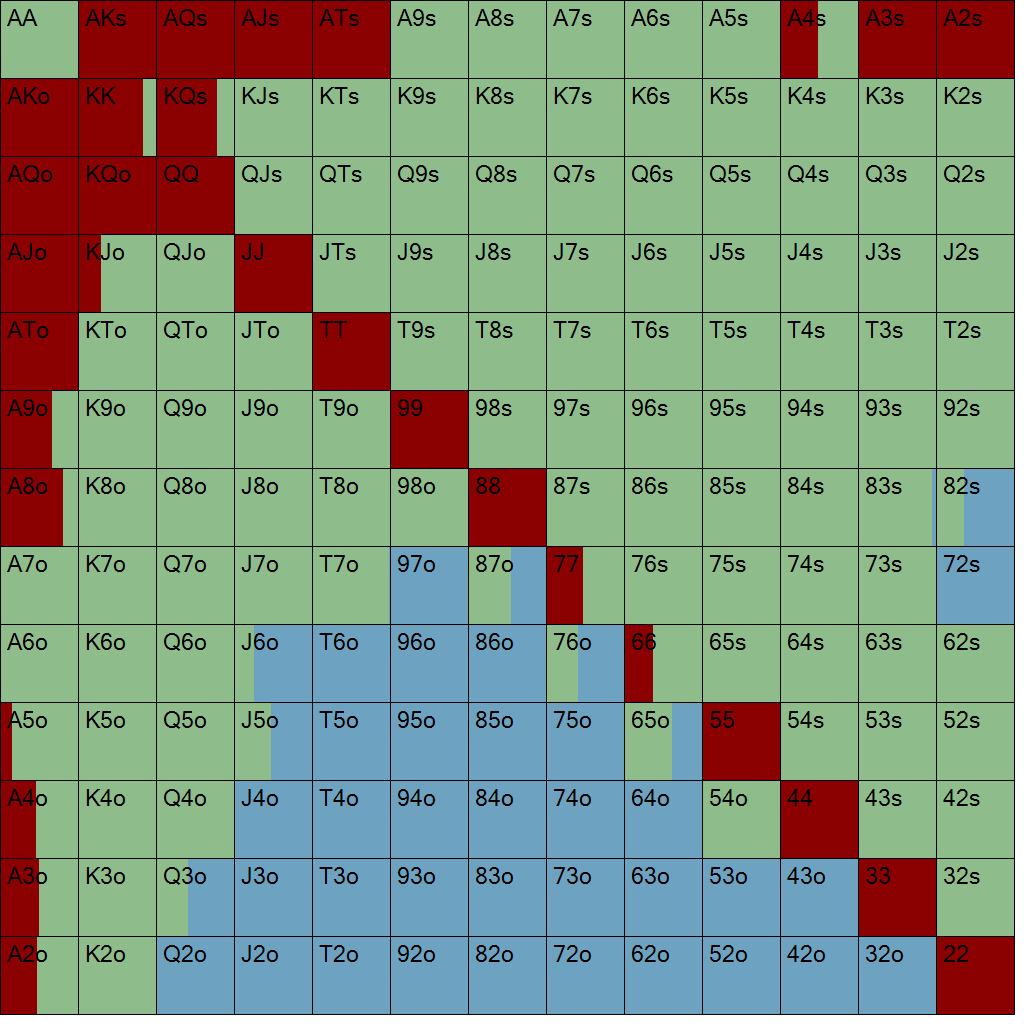 AA AKs AQs AJs ATs A9s A8s A7s A6s A5s A4s A3s A2s
AKo KK KQs KJs KTs K9s K8s K7s K6s K5s K4s K3s K2s
AQo KQo QQ QJs QTs Q9s Q8s Q7s Q6s Q5s Q4s Q3s Q2s
AJo KJo QJo JJ JTs J9s J8s J7s J6s J5s J4s J3s J2s
ATo KTo QTo JTo TT T9s T8s T7s T6s T5s T4s T3s T2s
A9o K9o Q9o J9o T9o 99 98s 97s 96s 95s 94s 93s 92s
A8o K8o Q8o J8o T8o 98o 88 87s 86s 85s 84s 83s 82s
A7o K7o Q7o J7o T7o 97o 87o 77 76s 75s 74s 73s 72s
A6o K6o Q6o J6o T6o 96o 86o 76o 66 65s 64s 63s 62s
A5o K5o Q5o J5o T5o 95o 85o 75o 65o 55 54s 53s 52s
A4o K4o Q4o J4o T4o 94o 84o 74o 64o 54o 44 43s 42s
A3o K3o Q3o J3o T3o 93o 83o 73o 63o 53o 43o 33 32s
A2o K2o Q2o J2o T2o 92o 82o 72o 62o 52o 42o 32o 22